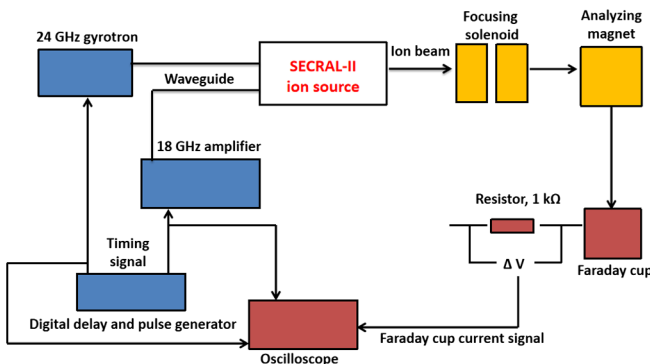 24 GHz gyrotron
Waveguide
SECRAL-II
ion source
Ion beam
Focusing
solenoid
Analyzing
magnet
18 GHz amplifier
Resistor, 1 kΩ
Δ V
Faraday cup
Timing
signal
Digital delay and pulse generator
Faraday cup current signal
Oscilloscope